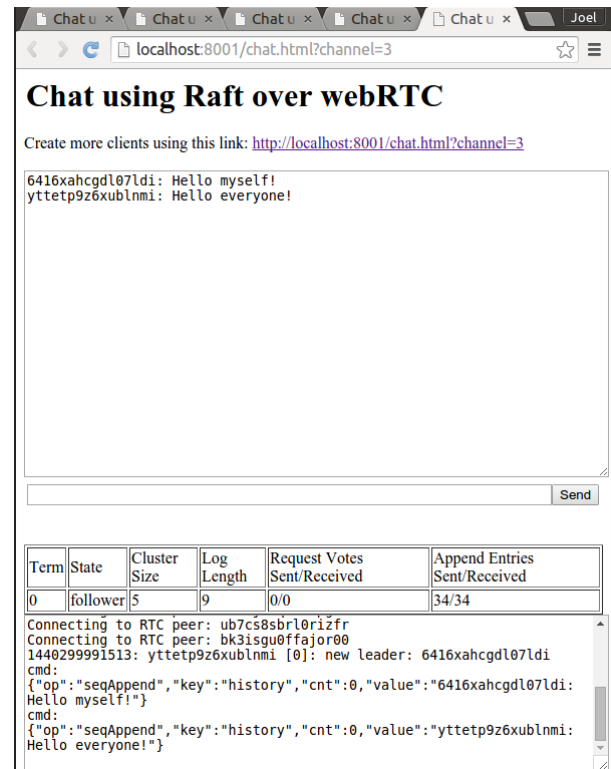 Chat u × Chat u × Chat u × Chat u × Chat u × Joel
localhost:8001/chat.html?channel=3
Chat using Raft over webRTC
Create more clients using this link: http://localhost:8001/chat.html?channel=3
6416xahcgdl07ldi: Hello myself!
yttetp9z6xublnmi: Hello everyone!
Send
Term State Cluster Size Log Length Request Votes Sent/Received Append Entries Sent/Received
0 follower 5 9 0/0 34/34
Connecting to RTC peer: ub7cs8sbrl0rizfr
Connecting to RTC peer: bk3isgu0ffajor00
1440299991513: yttetp9z6xublnmi [0]: new leader: 6416xahcgdl07ldi
cmd:
{"op":"seqAppend","key":"history","cnt":0,"value":"6416xahcgdl07ldi:
Hello myself!"}
cmd:
{"op":"seqAppend","key":"history","cnt":0,"value":"yttetp9z6xublnmi:
Hello everyone!"}